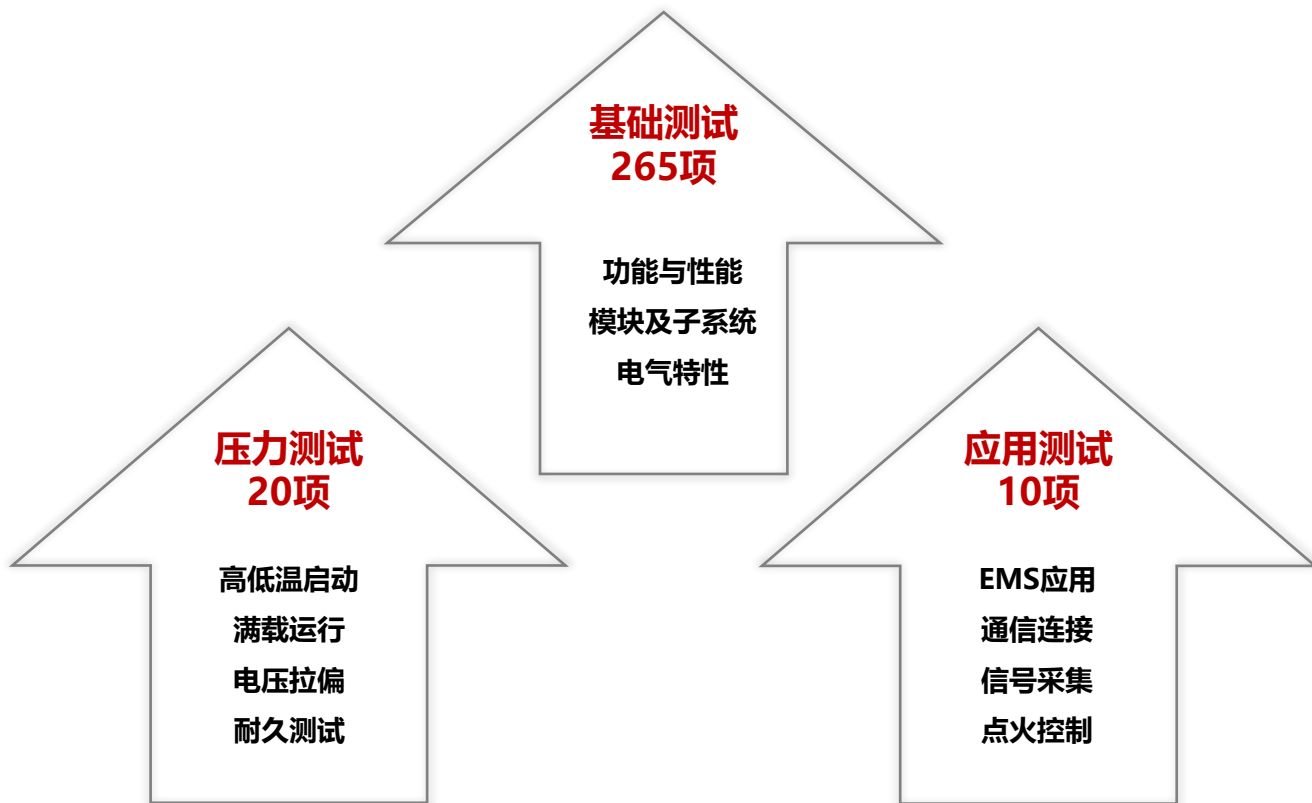 基础测试
265项
功能与性能
模块及子系统
电气特性
压力测试
20项
高低温启动
满载运行
电压拉偏
耐久测试
应用测试
10项
EMS应用
通信连接
信号采集
点火控制